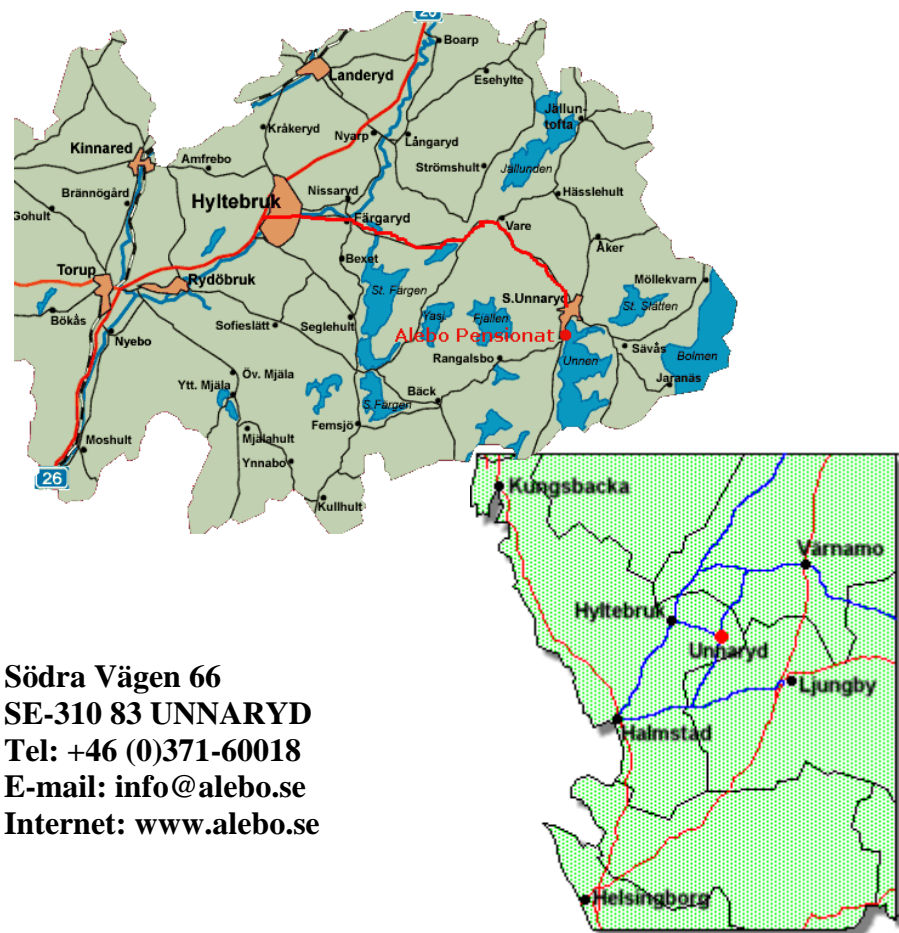 26
Boarp
Landeryd
Esehylte
Jällun-
tofta
Kråkeryd
Nyarp
Långaryd
Kinnared
Amfrebo
Strömshult
Jällunden
Brännögård
Nissaryd
Hässlehult
Hyltebruk
Gohult
Färgaryd
Vare
Åker
Bexet
Torup
Rydöbruk
Möllekvarn
St. Färgen
S.Unnaryd
St. Slätten
Bökås
Sofieslätt
Seglehult
Yasj.
Fjällen
Nyebo
Alebo Pensionat
Sävås
Rangalsbo
Unnen
Bolmen
Öv. Mjäla
Ytt. Mjäla
Jaranäs
Bäck
S.Färgen
Femsjö
Moshult
Mjälahult
Ynnabo
26
Kullhult
Kungsbacka
Värnamo
Hyltebruk
Unnaryd
Ljungby
Halmstad
Helsingborg
Södra Vägen 66
SE-310 83 UNNARYD
Tel: +46 (0)371-60018
E-mail: info@alebo.se
Internet: www.alebo.se